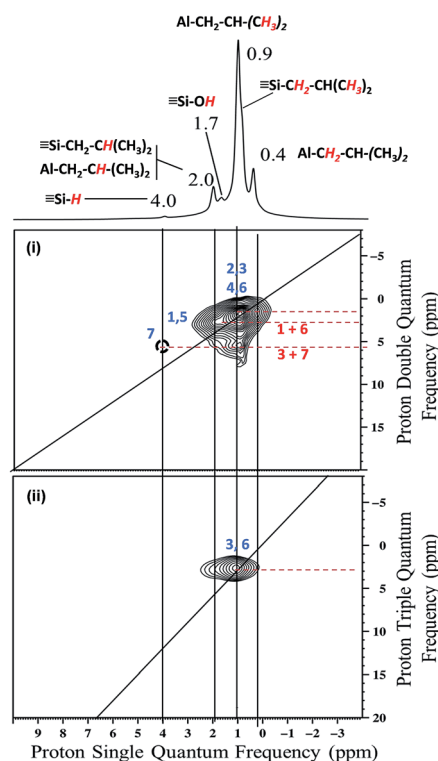 Al-CH₂-CH-(CH₃)₂
0.9
≡Si-OH
≡Si-CH₂-CH(CH₃)₂
1.7
≡Si-CH₂-CH(CH₃)₂
Al-CH₂-CH-(CH₃)₂
2.0
0.4
Al-CH₂-CH-(CH₃)₂
≡Si-H
4.0
(i)
2,3
4,6
1,5
7
1 + 6
3 + 7
-5
0
5
10
15
Proton Double Quantum
Frequency (ppm)
(ii)
3, 6
-5
0
5
10
15
20
Proton Triple Quantum
Frequency (ppm)
9 8 7 6 5 4 3 2 1 0 -1 -2 -3
Proton Single Quantum Frequency (ppm)